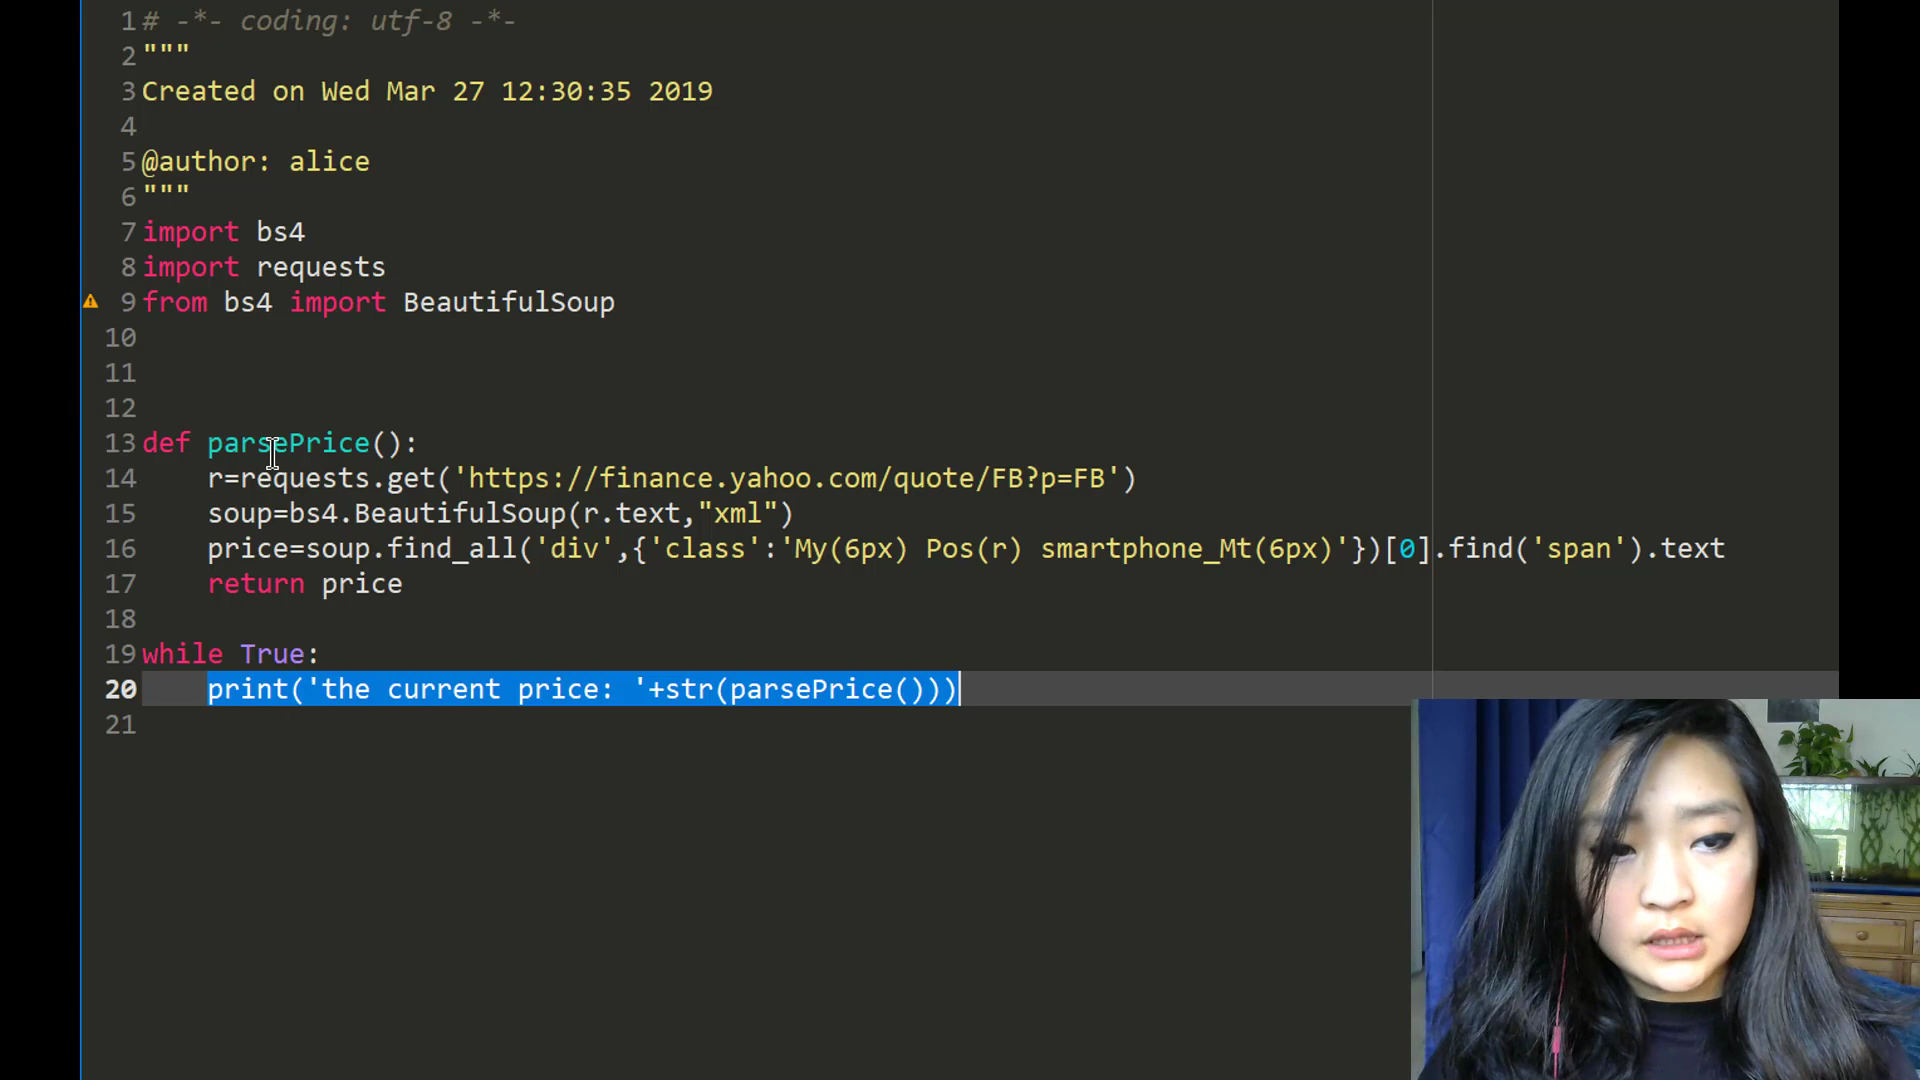 1 # -*- coding: utf-8 -*-
2 """
3 Created on Wed Mar 27 12:30:35 2019
4
5 @author: alice
6 """
7 import bs4
8 import requests
9 from bs4 import BeautifulSoup
10
11
12
13 def parsePrice():
14     r=requests.get('https://finance.yahoo.com/quote/FB?p=FB')
15     soup=bs4.BeautifulSoup(r.text,"xml")
16     price=soup.find_all('div',{'class':'My(6px) Pos(r) smartphone_Mt(6px)'})[0].find('span').text
17     return price
18
19 while True:
20     print('the current price: '+str(parsePrice()))
21